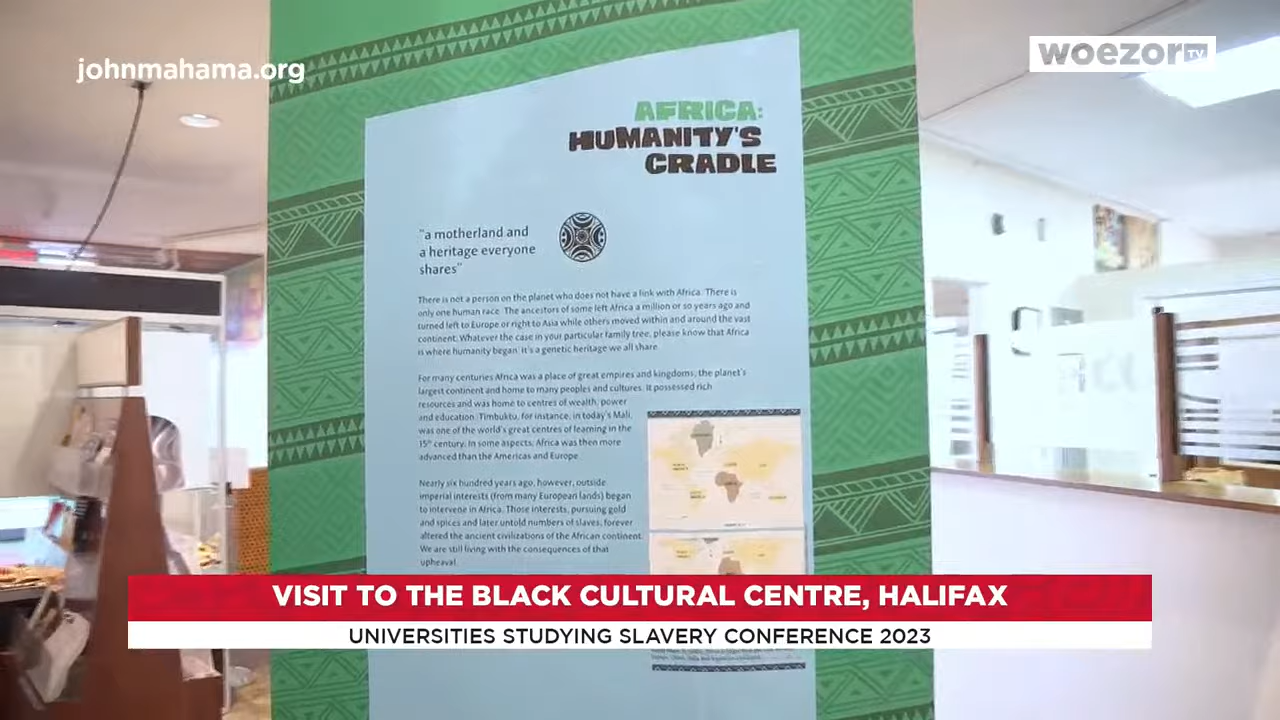 johnmahama.org
woezor TV
AFRICA:
HUMANITY'S
CRADLE
"a motherland and
a heritage everyone
shares"
There is not a person on the planet who does not have a link with Africa. There is
only one human race. The ancestors of some left Africa a million or so years ago and
turned left to Europe or right to Asia while others moved within and around the vast
continent. Whatever the case in your particular family tree, please know that Africa
is where humanity began. It's a genetic heritage we all share.
For many centuries Africa was a place of great empires and kingdoms, the planet's
largest continent and home to many peoples and cultures. It possessed rich
resources and was home to centres of wealth, power
and education. Timbuktu, for instance, in today's Mali,
was one of the world's great centres of learning in the
15th century. In some aspects, Africa was then more
advanced than the Americas and Europe.
Nearly six hundred years ago, however, outside
imperial interests (from many European lands) began
to intervene in Africa. Those interests, pursuing gold
and spices and later untold numbers of slaves, forever
altered the ancient civilizations of the African continent.
We are still living with the consequences of that
upheaval.
VISIT TO THE BLACK CULTURAL CENTRE, HALIFAX
UNIVERSITIES STUDYING SLAVERY CONFERENCE 2023